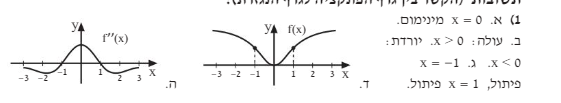 תשובות (הקשר בין גרף הפונקציה לגרף הנגזרת):
1) א. x = 0 מינימום.
ב. עולה: x > 0. יורדת:
x < 0. ג. x = −1
פיתול, x = 1 פיתול.
ד.
y
f(x)
−3 −2 −1 1 2 3 x
ה.
y
f''(x)
−3 −2 −1 1 2 3 x